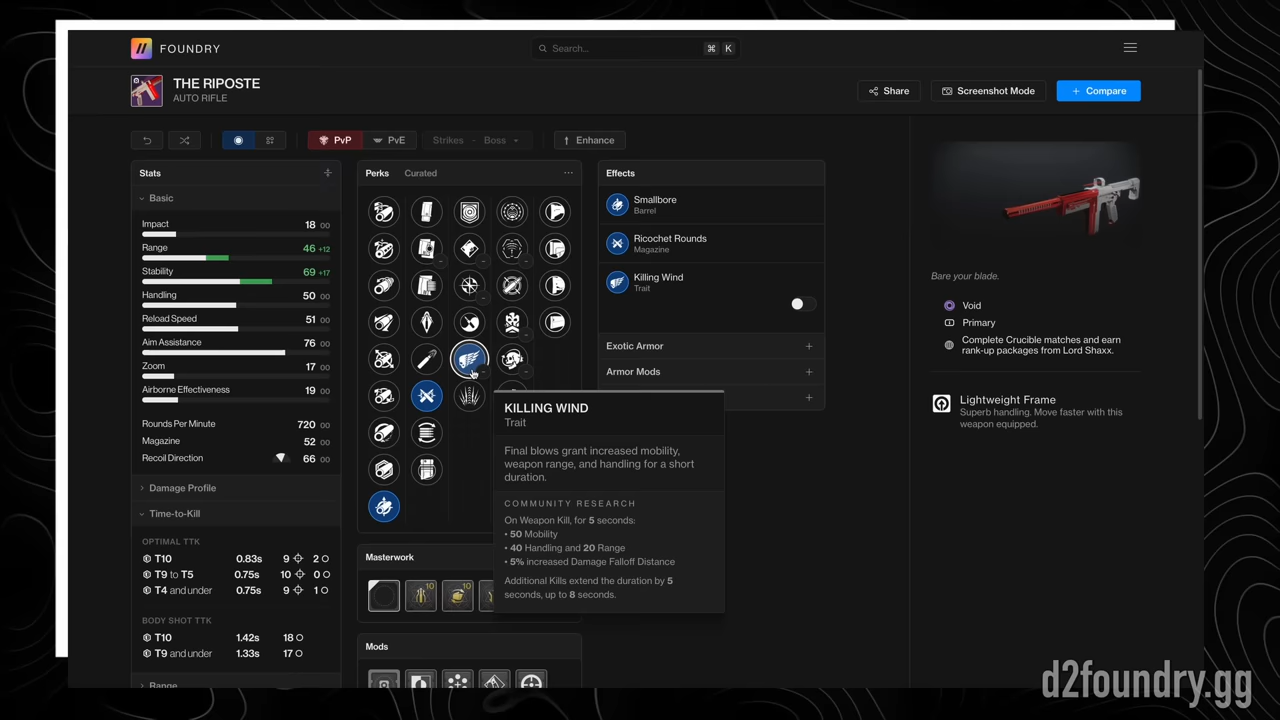 FOUNDRY
Search...
⌘ K
THE RIPOSTE
AUTO RIFLE
Share
Screenshot Mode
+ Compare
PvP
PvE
Strikes - Boss
Enhance
Stats
Basic
Impact 18 00
Range 46 +12
Stability 69 +17
Handling 50 00
Reload Speed 51 00
Aim Assistance 76 00
Zoom 17 00
Airborne Effectiveness 19 00
Rounds Per Minute 720 00
Magazine 52 00
Recoil Direction 66 00
Damage Profile
Time-to-Kill
OPTIMAL TTK
T10 0.83s 9 2
T9 to T5 0.75s 10 0
T4 and under 0.75s 9 1
BODY SHOT TTK
T10 1.42s 18
T9 and under 1.33s 17
Range
Perks
Curated
KILLING WIND
Trait
Final blows grant increased mobility,
weapon range, and handling for a short
duration.
COMMUNITY RESEARCH
On Weapon Kill, for 5 seconds:
• 50 Mobility
• 40 Handling and 20 Range
• 5% increased Damage Falloff Distance
Additional Kills extend the duration by 5
seconds, up to 8 seconds.
Masterwork
10
10
Mods
Effects
Smallbore
Barrel
Ricochet Rounds
Magazine
Killing Wind
Trait
Exotic Armor +
Armor Mods +
+
Bare your blade.
Void
Primary
Complete Crucible matches and earn
rank-up packages from Lord Shaxx.
Lightweight Frame
Superb handling. Move faster with this
weapon equipped.
d2foundry.gg